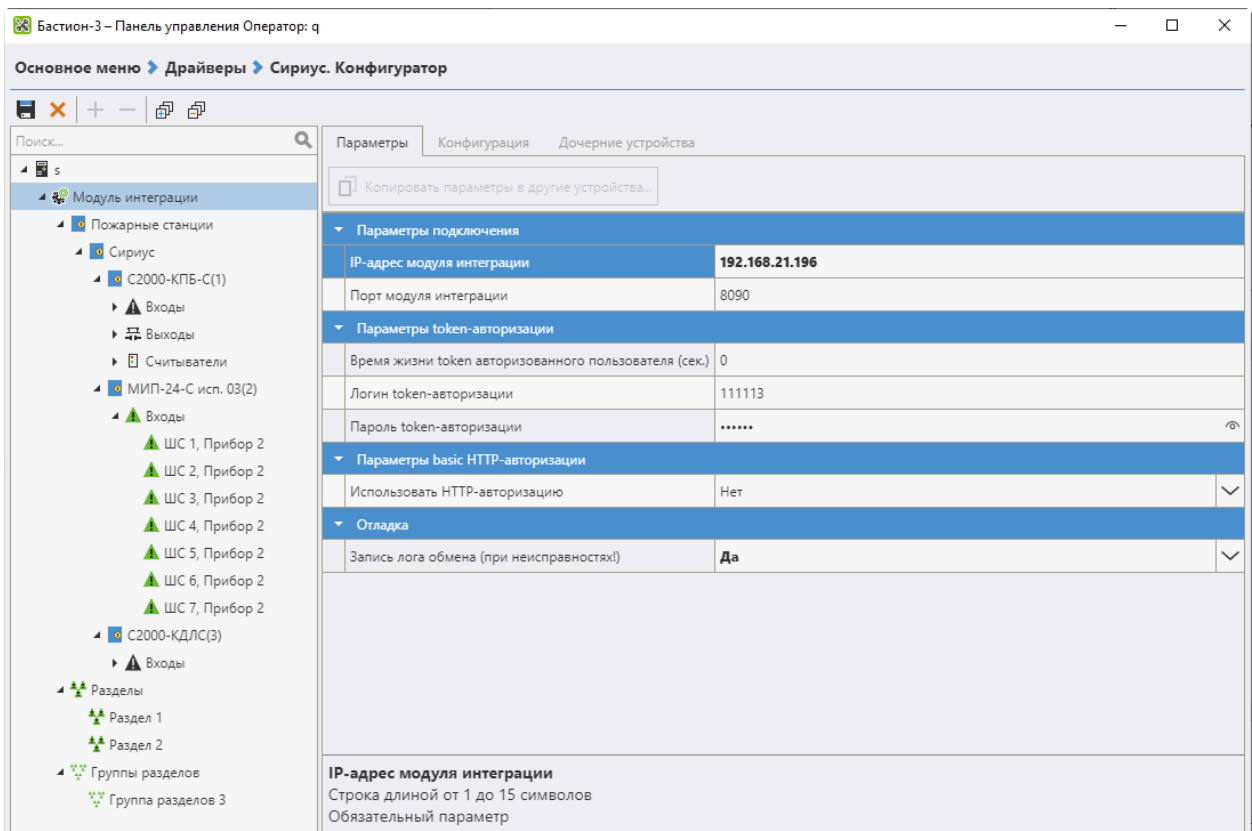 Бастион-3 – Панель управления Оператор: q
Основное меню Драйверы Сириус. Конфигуратор
Поиск...
s
Модуль интеграции
Пожарные станции
Сириус
С2000-КПБ-С(1)
Входы
Выходы
Считыватели
МИП-24-С исп. 03(2)
Входы
ШС 1, Прибор 2
ШС 2, Прибор 2
ШС 3, Прибор 2
ШС 4, Прибор 2
ШС 5, Прибор 2
ШС 6, Прибор 2
ШС 7, Прибор 2
С2000-КДЛС(3)
Входы
Разделы
Раздел 1
Раздел 2
Группы разделов
Группа разделов 3
Параметры Конфигурация Дочерние устройства
Копировать параметры в другие устройства...
Параметры подключения
IP-адрес модуля интеграции 192.168.21.196
Порт модуля интеграции 8090
Параметры token-авторизации
Время жизни token авторизованного пользователя (сек.) 0
Логин token-авторизации 111113
Пароль token-авторизации ••••••
Параметры basic HTTP-авторизации
Использовать HTTP-авторизацию Нет
Отладка
Запись лога обмена (при неисправностях!) Да
IP-адрес модуля интеграции
Строка длиной от 1 до 15 символов
Обязательный параметр